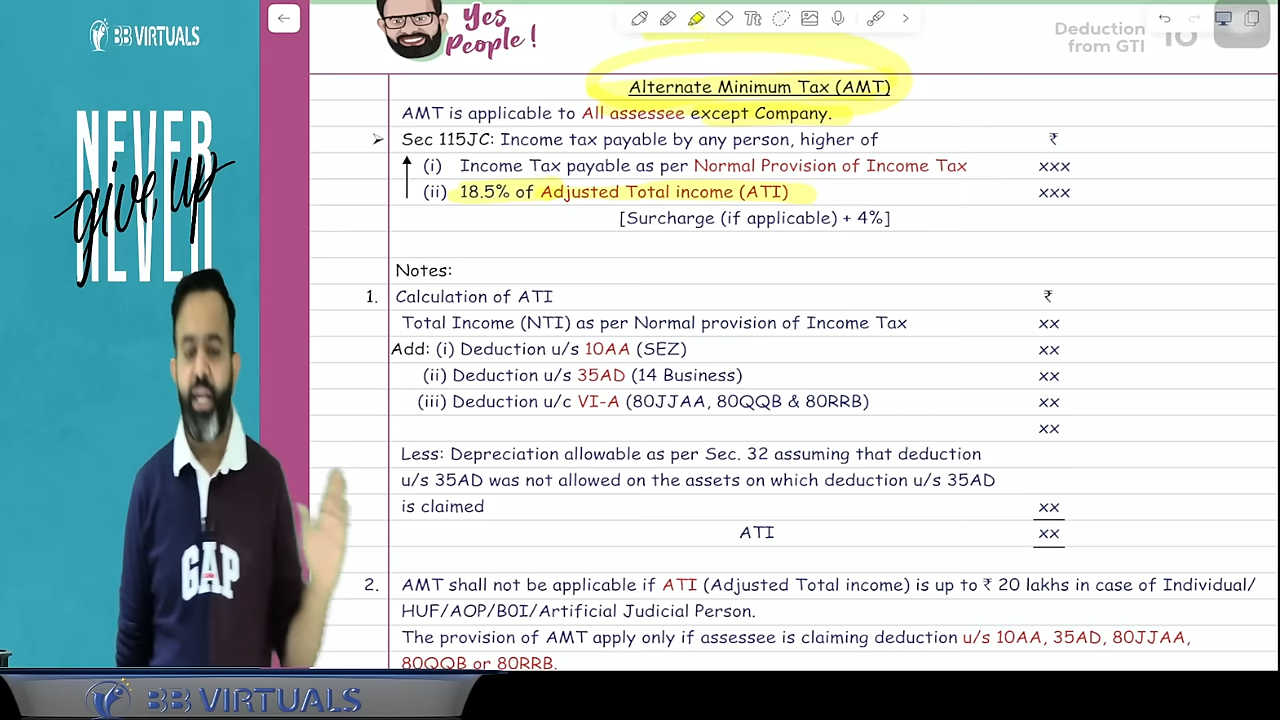 BB VIRTUALS
NEVER
give up
NEVER
Yes
People !
Tt
Deduction
from GTI
10
Alternate Minimum Tax (AMT)
AMT is applicable to All assessee except Company.
➢ Sec 115JC: Income tax payable by any person, higher of ₹
(i) Income Tax payable as per Normal Provision of Income Tax xxx
(ii) 18.5% of Adjusted Total income (ATI) xxx
[Surcharge (if applicable) + 4%]
Notes:
1. Calculation of ATI ₹
Total Income (NTI) as per Normal provision of Income Tax xx
Add: (i) Deduction u/s 10AA (SEZ) xx
(ii) Deduction u/s 35AD (14 Business) xx
(iii) Deduction u/c VI-A (80JJAA, 80QQB & 80RRB) xx
xx
Less: Depreciation allowable as per Sec. 32 assuming that deduction
u/s 35AD was not allowed on the assets on which deduction u/s 35AD
is claimed xx
ATI xx
2. AMT shall not be applicable if ATI (Adjusted Total income) is up to ₹ 20 lakhs in case of Individual/
HUF/AOP/B0I/Artificial Judicial Person.
The provision of AMT apply only if assessee is claiming deduction u/s 10AA, 35AD, 80JJAA,
80QQB or 80RRB.
GAP
BB VIRTUALS